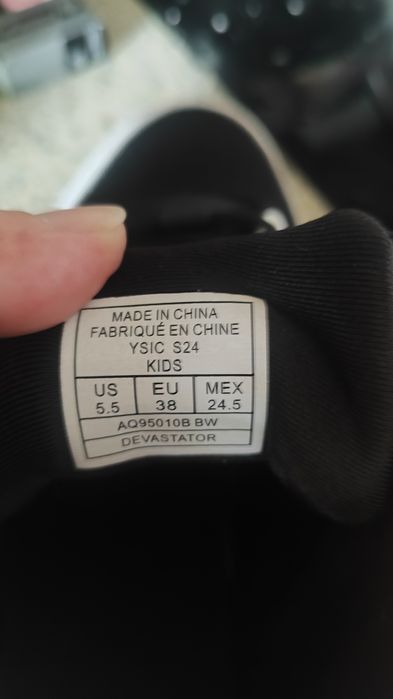 MADE IN CHINA
FABRIQUÉ EN CHINE
YSIC S24
KIDS
US EU MEX
5.5 38 24.5
AQ95010B BW
DEVASTATOR